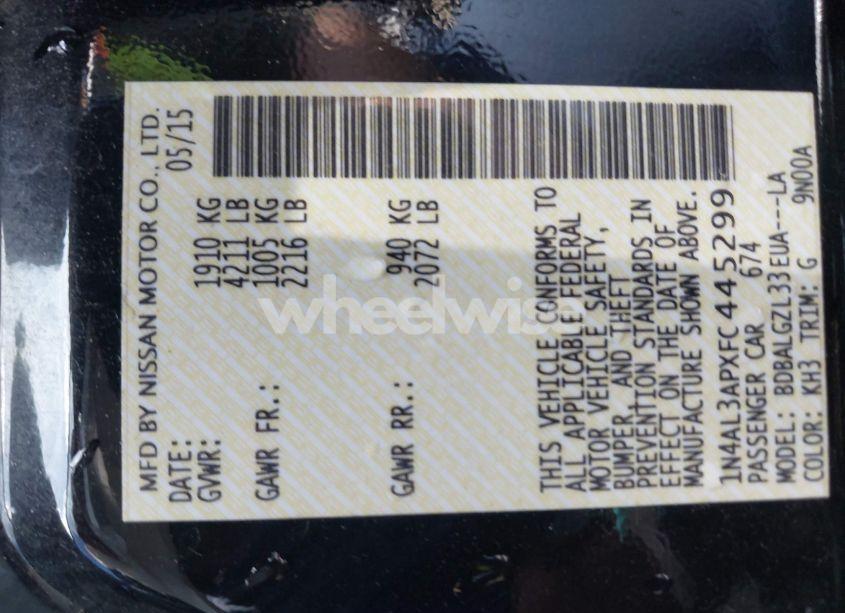 MFD BY NISSAN MOTOR CO., LTD.
DATE: 05/15
GVWR: 1910 KG
4211 LB
GAWR FR.: 1005 KG
2216 LB
GAWR RR.: 940 KG
2072 LB
THIS VEHICLE CONFORMS TO
ALL APPLICABLE FEDERAL
MOTOR VEHICLE SAFETY,
BUMPER, AND THEFT
PREVENTION STANDARDS IN
EFFECT ON THE DATE OF
MANUFACTURE SHOWN ABOVE.
1N4AL3APXFC445299
PASSENGER CAR 674
MODEL: BDBALGZL33EUA----LA
COLOR: KH3 TRIM: G 9N00A
wheelwise